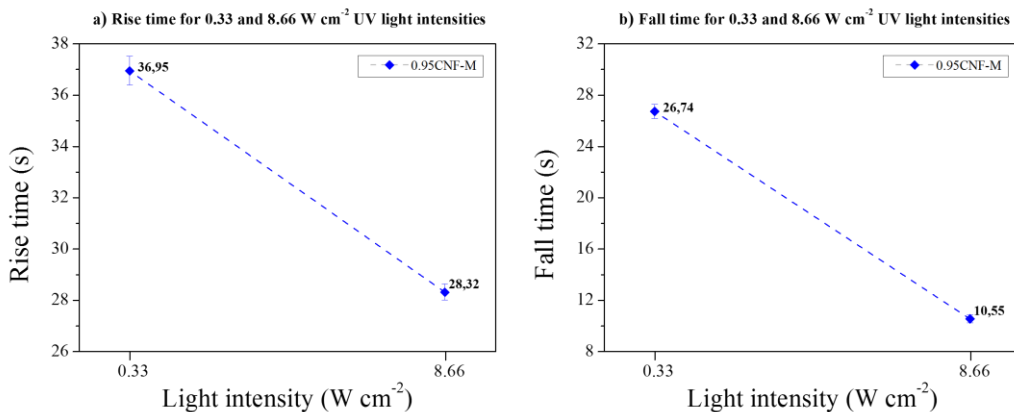 a) Rise time for 0.33 and 8.66 W cm⁻² UV light intensities
38
36
34
32
30
28
26
Rise time (s)
0.95CNF-M
36,95
28,32
0.33
8.66
Light intensity (W cm⁻²)
b) Fall time for 0.33 and 8.66 W cm⁻² UV light intensities
32
28
24
20
16
12
8
Fall time (s)
0.95CNF-M
26,74
10,55
0.33
8.66
Light intensity (W cm⁻²)